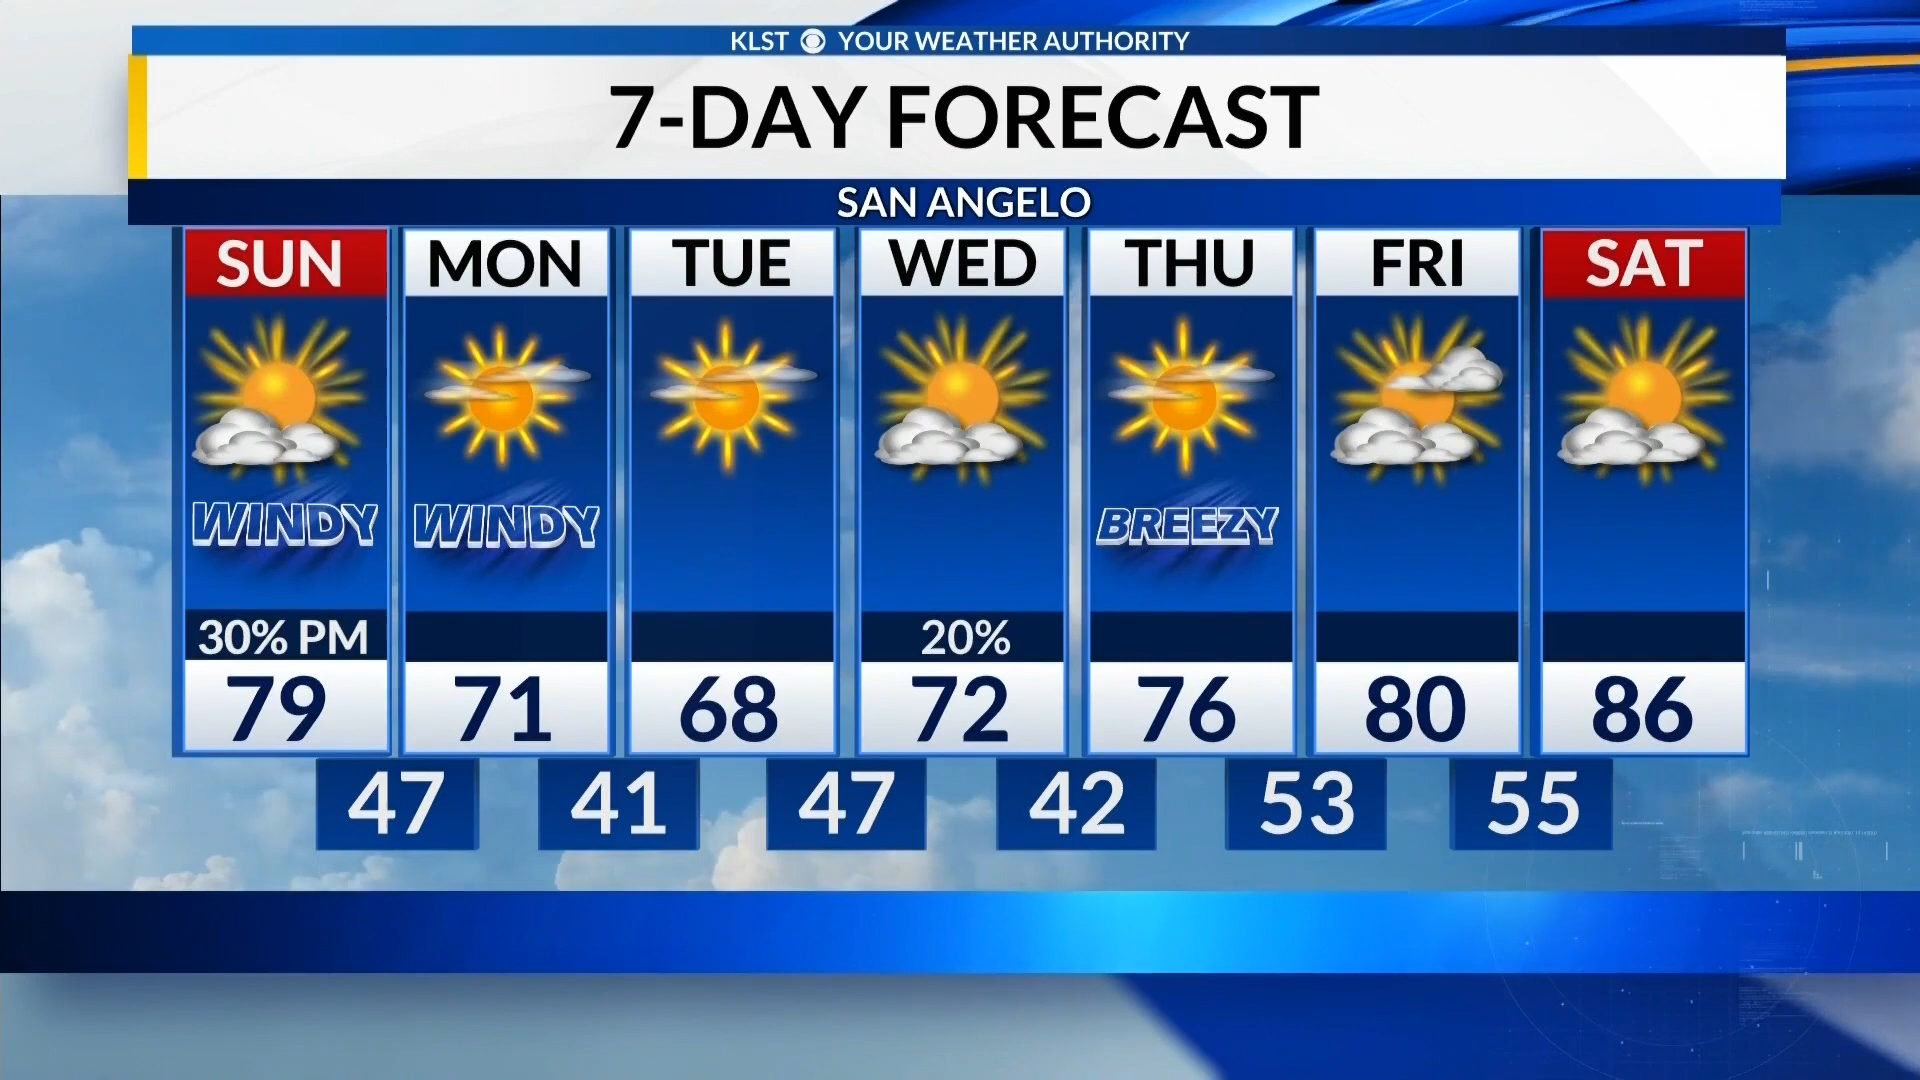 KLST YOUR WEATHER AUTHORITY
7-DAY FORECAST
SAN ANGELO
SUN MON TUE WED THU FRI SAT
WINDY WINDY BREEZY
30% PM 20%
79 71 68 72 76 80 86
47 41 47 42 53 55